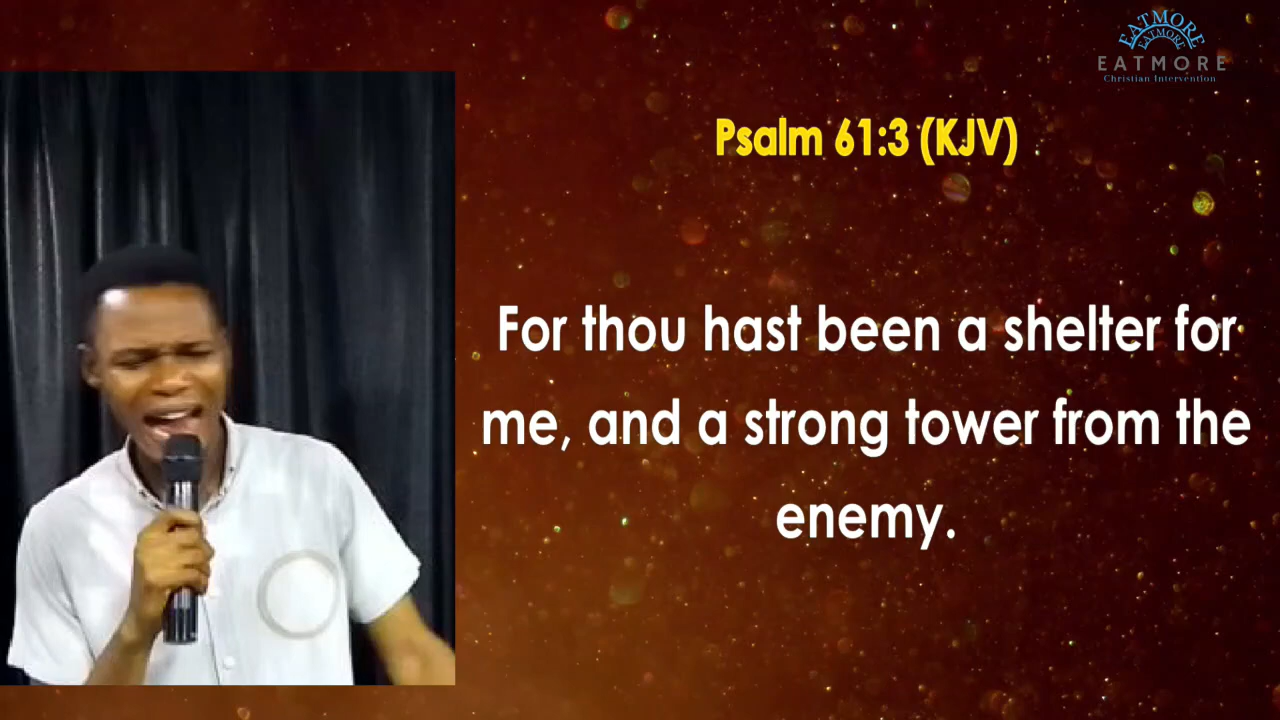 EATMORE
EATMORE
EATMORE
Christian Intervention
Psalm 61:3 (KJV)
For thou hast been a shelter for
me, and a strong tower from the
enemy.